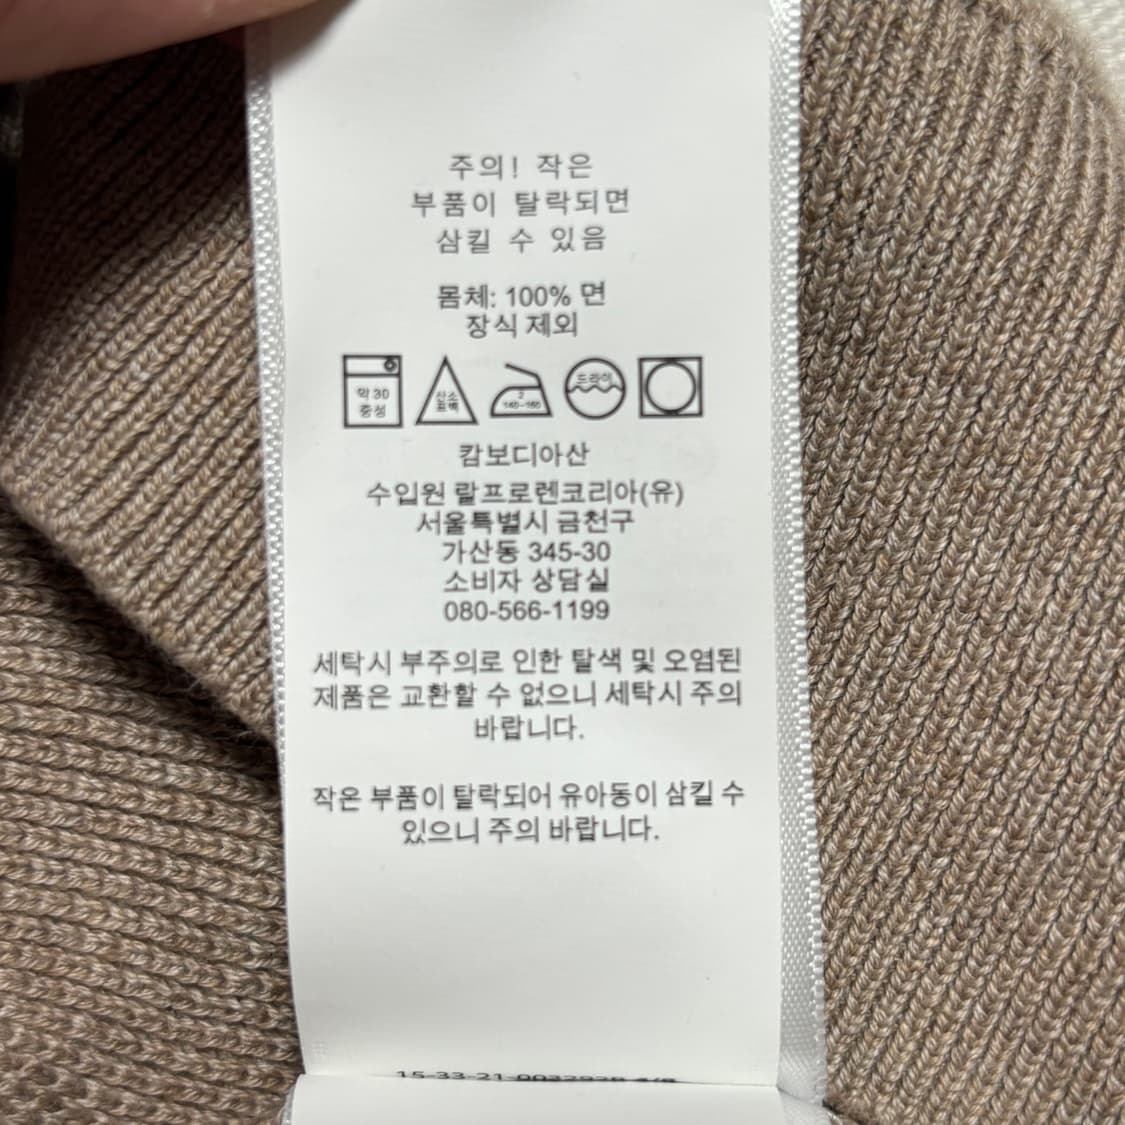 주의! 작은
부품이 탈락되면
삼킬 수 있음
몸체: 100% 면
장식 제외
약 30
중성
산소
표백
2
140~160
드라이
캄보디아산
수입원 랄프로렌코리아(유)
서울특별시 금천구
가산동 345-30
소비자 상담실
080-566-1199
세탁시 부주의로 인한 탈색 및 오염된
제품은 교환할 수 없으니 세탁시 주의
바랍니다.
작은 부품이 탈락되어 유아동이 삼킬 수
있으니 주의 바랍니다.